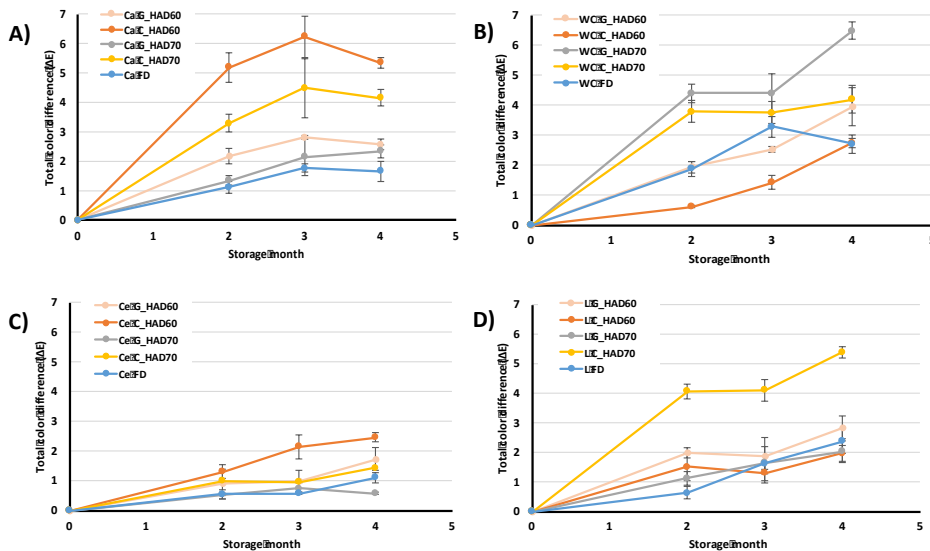 A)
Ca⍰G_HAD60
Ca⍰C_HAD60
Ca⍰G_HAD70
Ca⍰C_HAD70
Ca⍰FD
Total⍰color⍰difference⍰(ΔE)
7
6
5
4
3
2
1
0
0 1 2 3 4 5
Storage⍰month
B)
WC⍰G_HAD60
WC⍰C_HAD60
WC⍰G_HAD70
WC⍰C_HAD70
WC⍰FD
Total⍰color⍰difference⍰(ΔE)
7
6
5
4
3
2
1
0
0 1 2 3 4 5
Storage⍰month
C)
Ce⍰G_HAD60
Ce⍰C_HAD60
Ce⍰G_HAD70
Ce⍰C_HAD70
Ce⍰FD
Total⍰color⍰difference⍰(ΔE)
7
6
5
4
3
2
1
0
0 1 2 3 4 5
Storage⍰month
D)
L⍰G_HAD60
L⍰C_HAD60
L⍰G_HAD70
L⍰C_HAD70
L⍰FD
Total⍰color⍰difference⍰(ΔE)
7
6
5
4
3
2
1
0
0 1 2 3 4 5
Storage⍰month